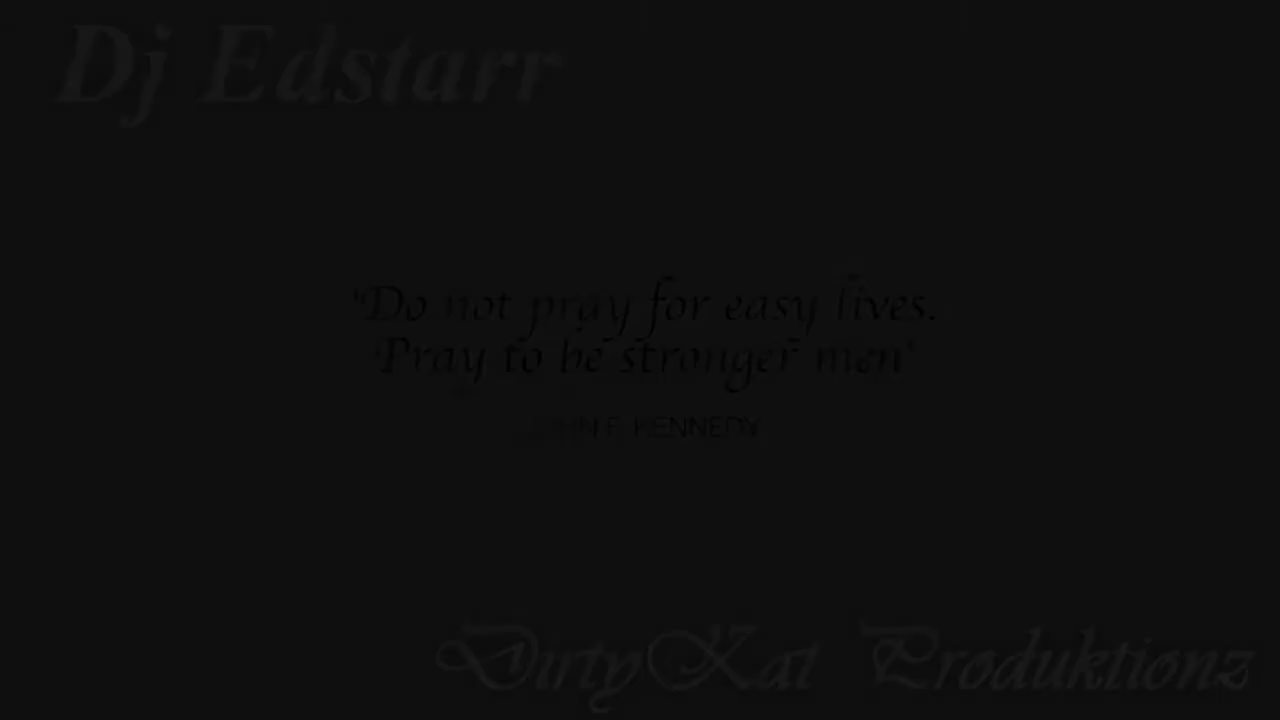 Dj Edstarr
"Do not pray for easy lives.
Pray to be stronger men"
JOHN F. KENNEDY
DirtyKat Produktionz